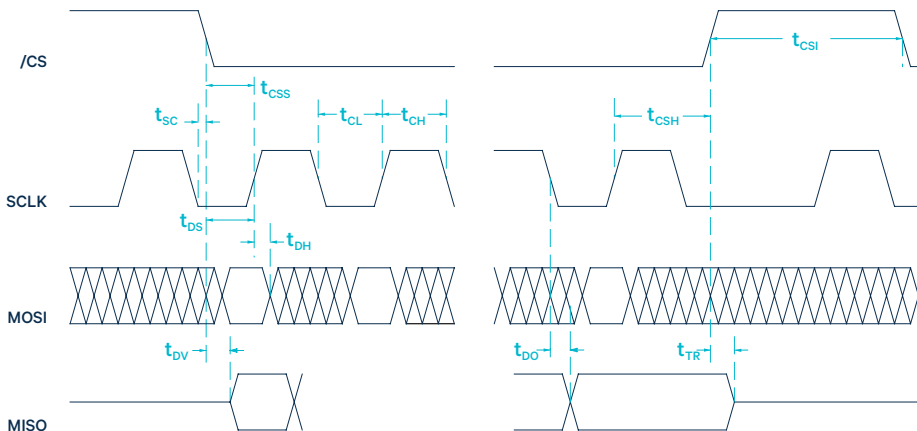 /CS
tCSI
tCSS
tSC
tCL
tCH
tCSH
SCLK
tDS
tDH
MOSI
tDV
tDO
tTR
MISO